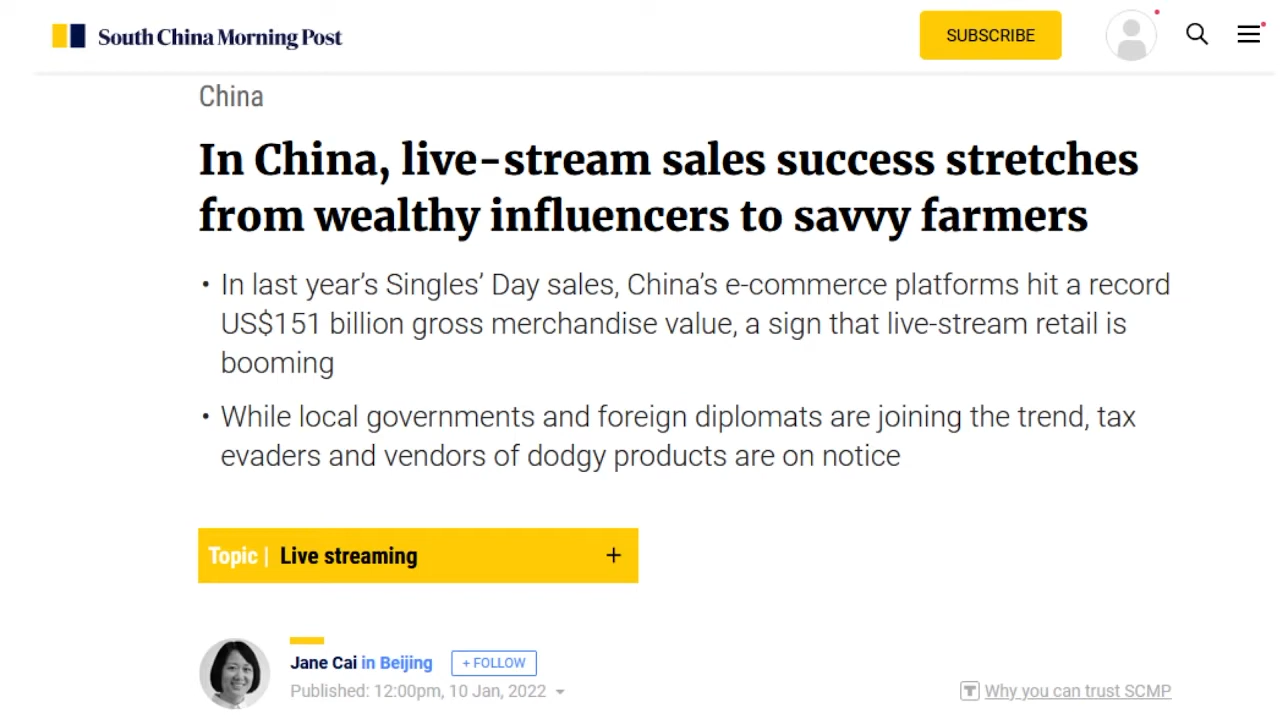 South China Morning Post
SUBSCRIBE
China
In China, live-stream sales success stretches
from wealthy influencers to savvy farmers
• In last year's Singles' Day sales, China's e-commerce platforms hit a record
US$151 billion gross merchandise value, a sign that live-stream retail is
booming
• While local governments and foreign diplomats are joining the trend, tax
evaders and vendors of dodgy products are on notice
Topic | Live streaming +
Jane Cai in Beijing + FOLLOW
Published: 12:00pm, 10 Jan, 2022
T Why you can trust SCMP